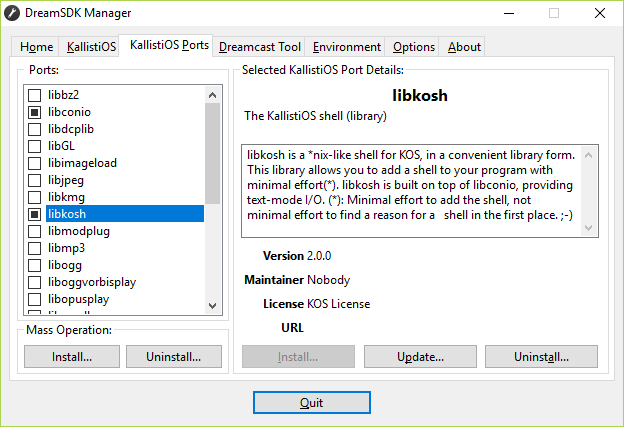 DreamSDK Manager
Home KallistiOS KallistiOS Ports Dreamcast Tool Environment Options About
Ports:
libbz2
libconio
libdcplib
libGL
libimageload
libjpeg
libkmg
libkosh
libmodplug
libmp3
libogg
liboggvorbisplay
libopusplay
Mass Operation:
Install... Uninstall...
Selected KallistiOS Port Details:
libkosh
The KallistiOS shell (library)
libkosh is a *nix-like shell for KOS, in a convenient library form.
This library allows you to add a shell to your program with
minimal effort(*). libkosh is built on top of libconio, providing
text-mode I/O. (*): Minimal effort to add the shell, not
minimal effort to find a reason for a   shell in the first place. ;-)
Version 2.0.0
Maintainer Nobody
License KOS License
URL
Install... Update... Uninstall...
Quit